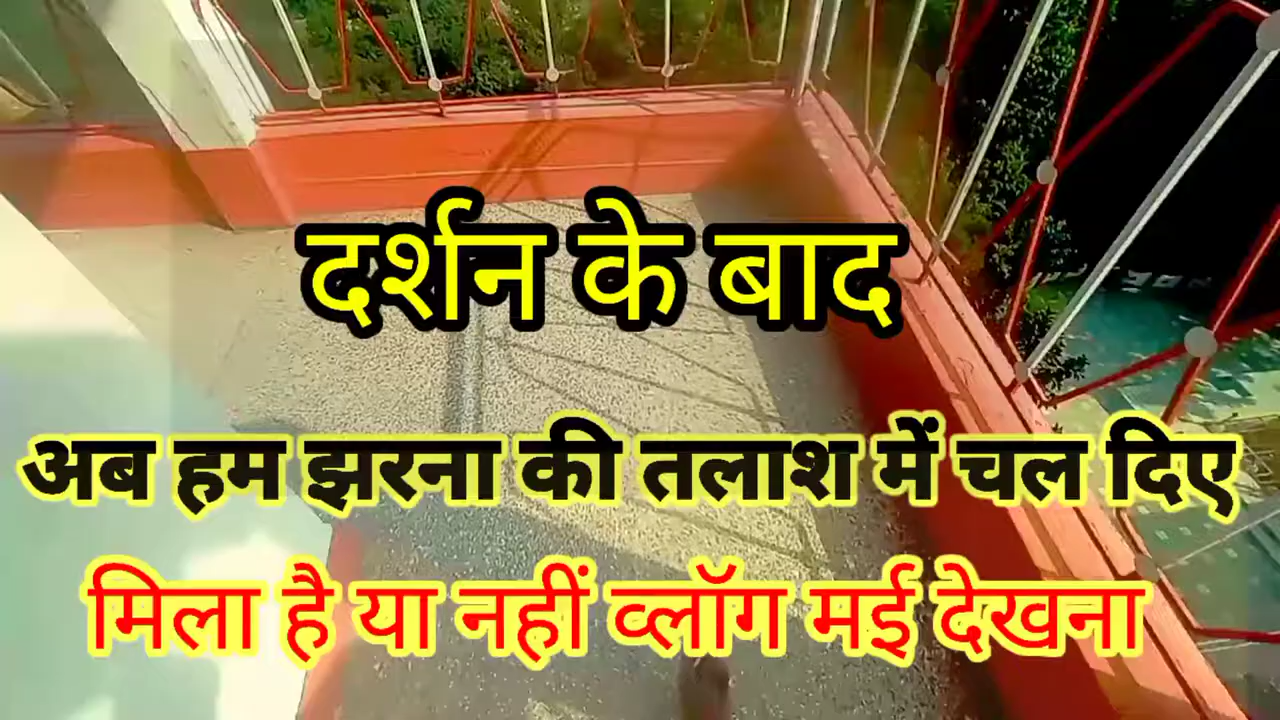 दर्शन के बाद
अब हम झरना की तलाश में चल दिए
मिला है या नहीं व्लॉग मई देखना